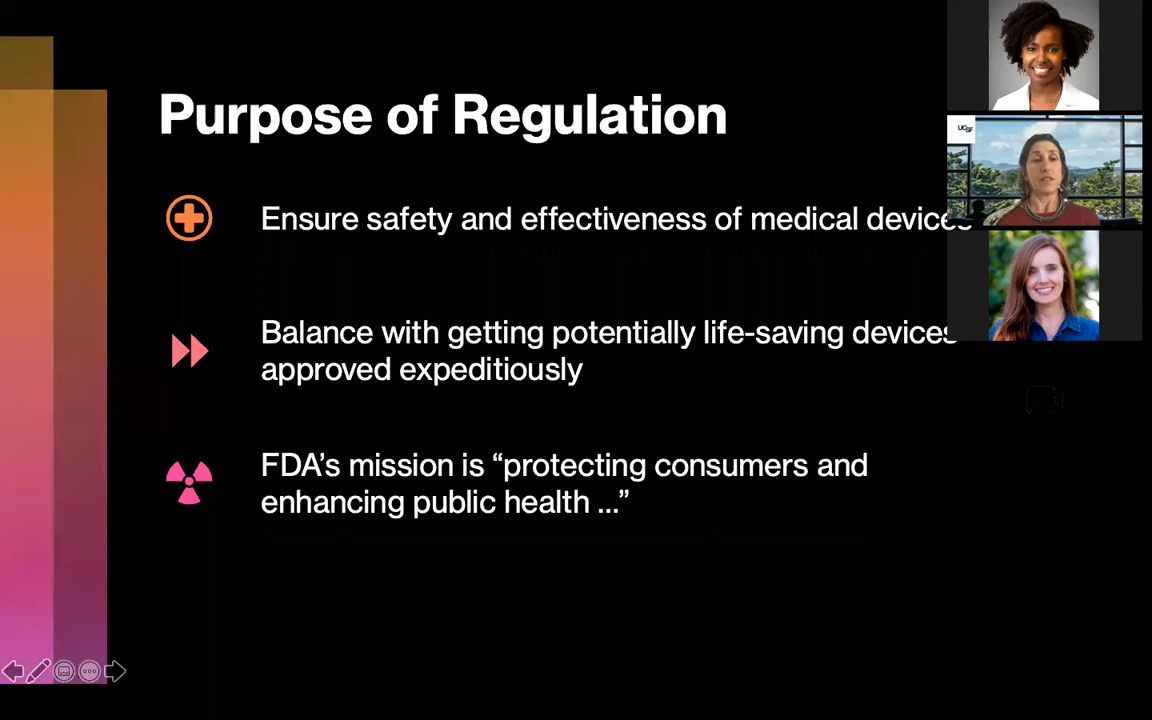 Purpose of Regulation
Ensure safety and effectiveness of medical devices
Balance with getting potentially life-saving devices
approved expeditiously
FDA's mission is “protecting consumers and
enhancing public health ...”
UCSF